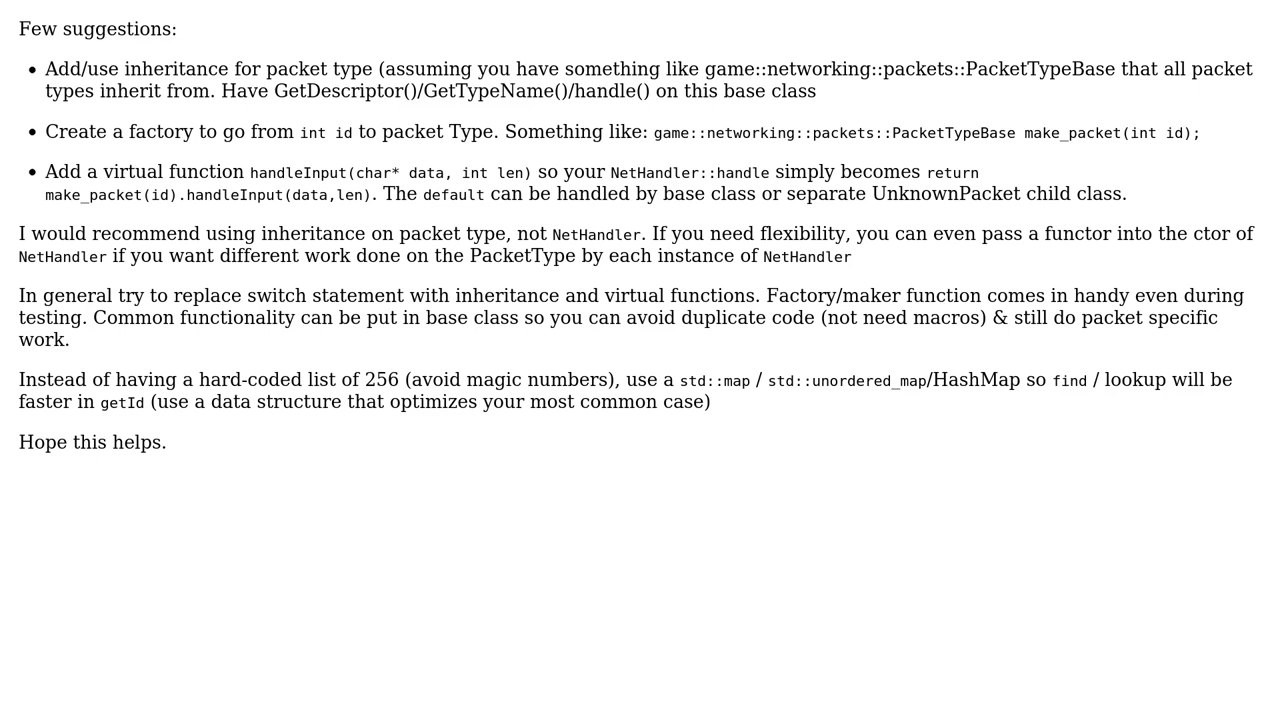 Few suggestions:
Add/use inheritance for packet type (assuming you have something like game::networking::packets::PacketTypeBase that all packet
types inherit from. Have GetDescriptor()/GetTypeName()/handle() on this base class
Create a factory to go from int id to packet Type. Something like: game::networking::packets::PacketTypeBase make_packet(int id);
Add a virtual function handleInput(char* data, int len) so your NetHandler::handle simply becomes return
make_packet(id).handleInput(data,len). The default can be handled by base class or separate UnknownPacket child class.
I would recommend using inheritance on packet type, not NetHandler. If you need flexibility, you can even pass a functor into the ctor of
NetHandler if you want different work done on the PacketType by each instance of NetHandler
In general try to replace switch statement with inheritance and virtual functions. Factory/maker function comes in handy even during
testing. Common functionality can be put in base class so you can avoid duplicate code (not need macros) & still do packet specific
work.
Instead of having a hard-coded list of 256 (avoid magic numbers), use a std::map / std::unordered_map/HashMap so find / lookup will be
faster in getId (use a data structure that optimizes your most common case)
Hope this helps.